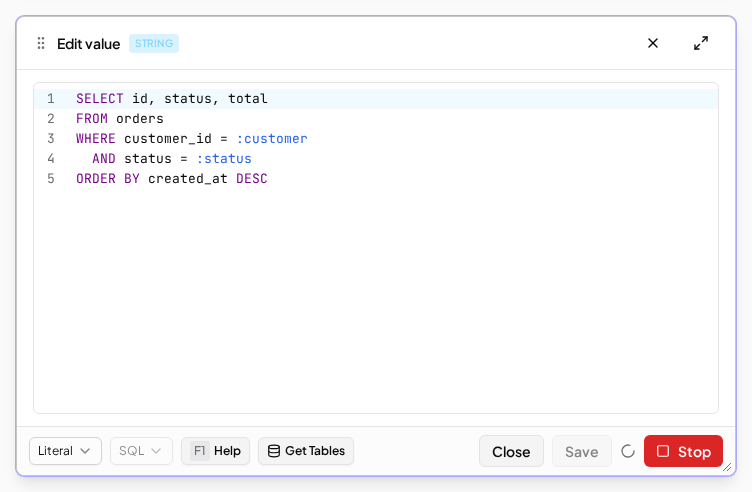 Edit value STRING
1 SELECT id, status, total
2 FROM orders
3 WHERE customer_id = :customer
4   AND status = :status
5 ORDER BY created_at DESC
Literal SQL F1 Help Get Tables Close Save Stop